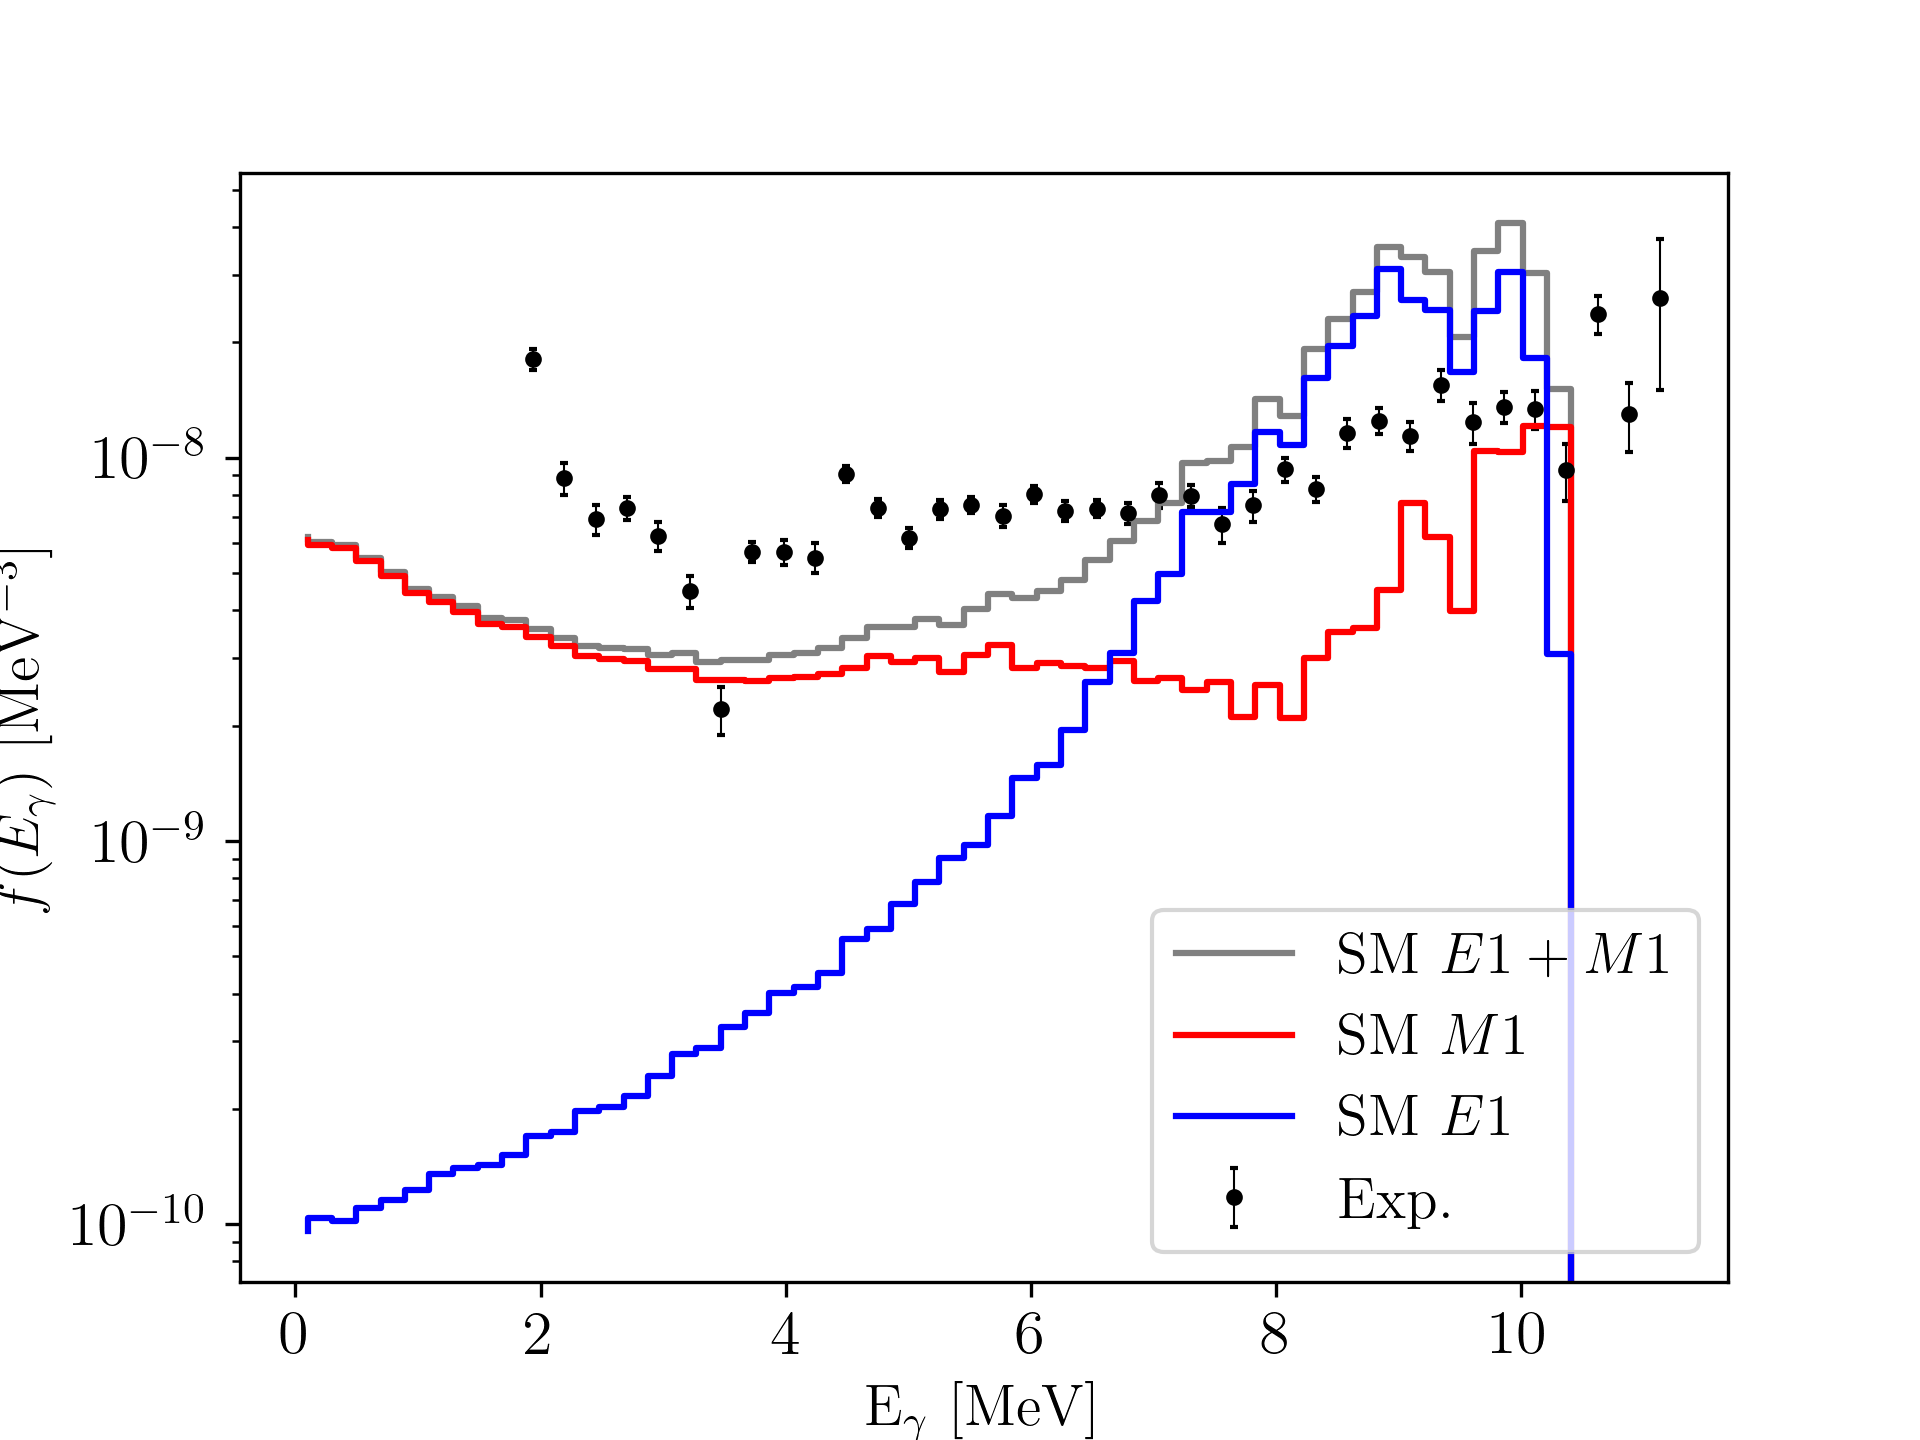 f(E_γ) [MeV⁻³]
10⁻⁸
10⁻⁹
10⁻¹⁰
0 2 4 6 8 10
E_γ [MeV]
SM E1 + M1
SM M1
SM E1
Exp.